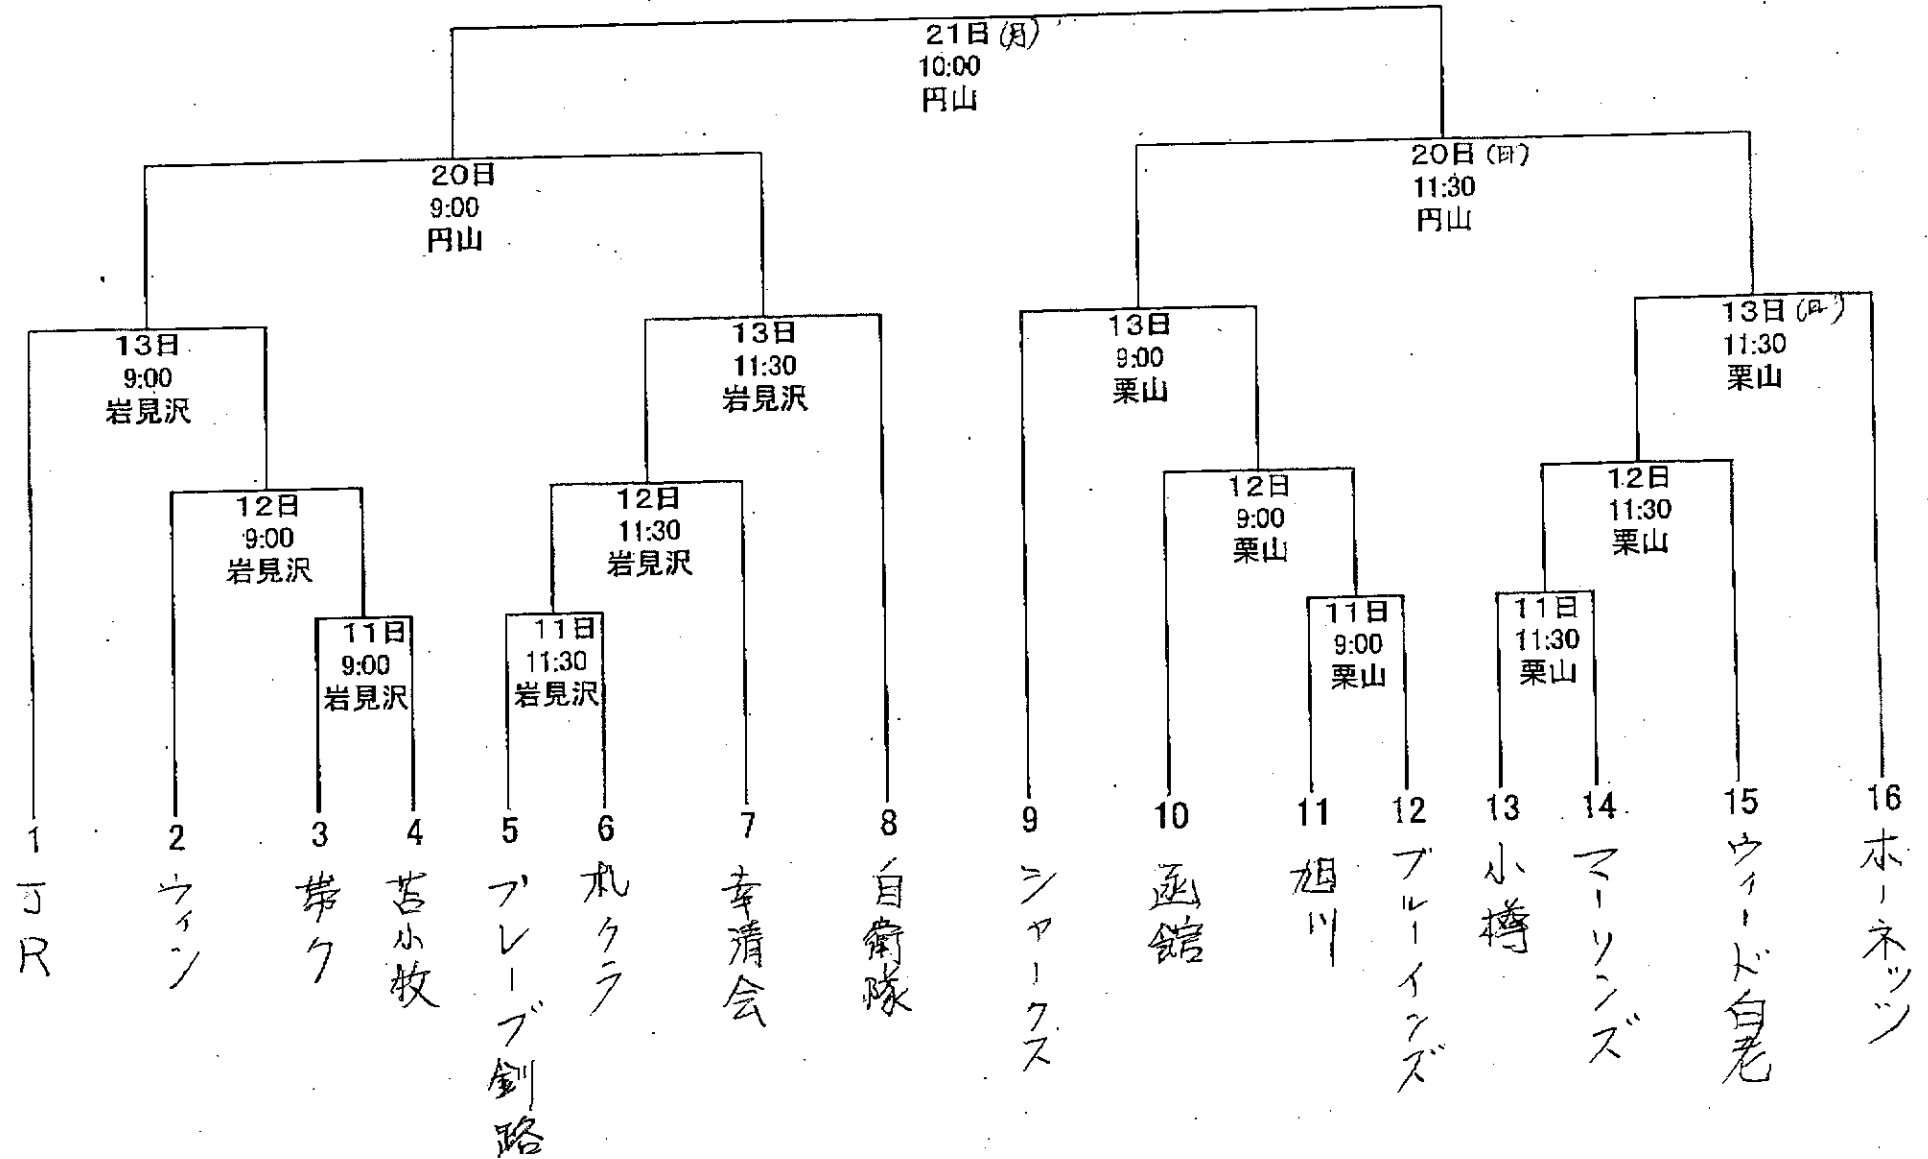 21日(月)
10:00
円山
20日
9:00
円山
20日(日)
11:30
円山
13日
9:00
岩見沢
13日
11:30
岩見沢
13日
9:00
栗山
13日(日)
11:30
栗山
12日
9:00
岩見沢
12日
11:30
岩見沢
12日
9:00
栗山
12日
11:30
栗山
11日
9:00
岩見沢
11日
11:30
岩見沢
11日
9:00
栗山
11日
11:30
栗山
1
JR
2
ウィン
3
帯ク
4
苫小牧
5
ブレーブ釧路
6
札クラ
7
幸清会
8
自衛隊
9
シャークス
10
函館
11
旭川
12
ブルーインズ
13
小樽
14
マーリンズ
15
ウィード白老
16
ホーネッツ